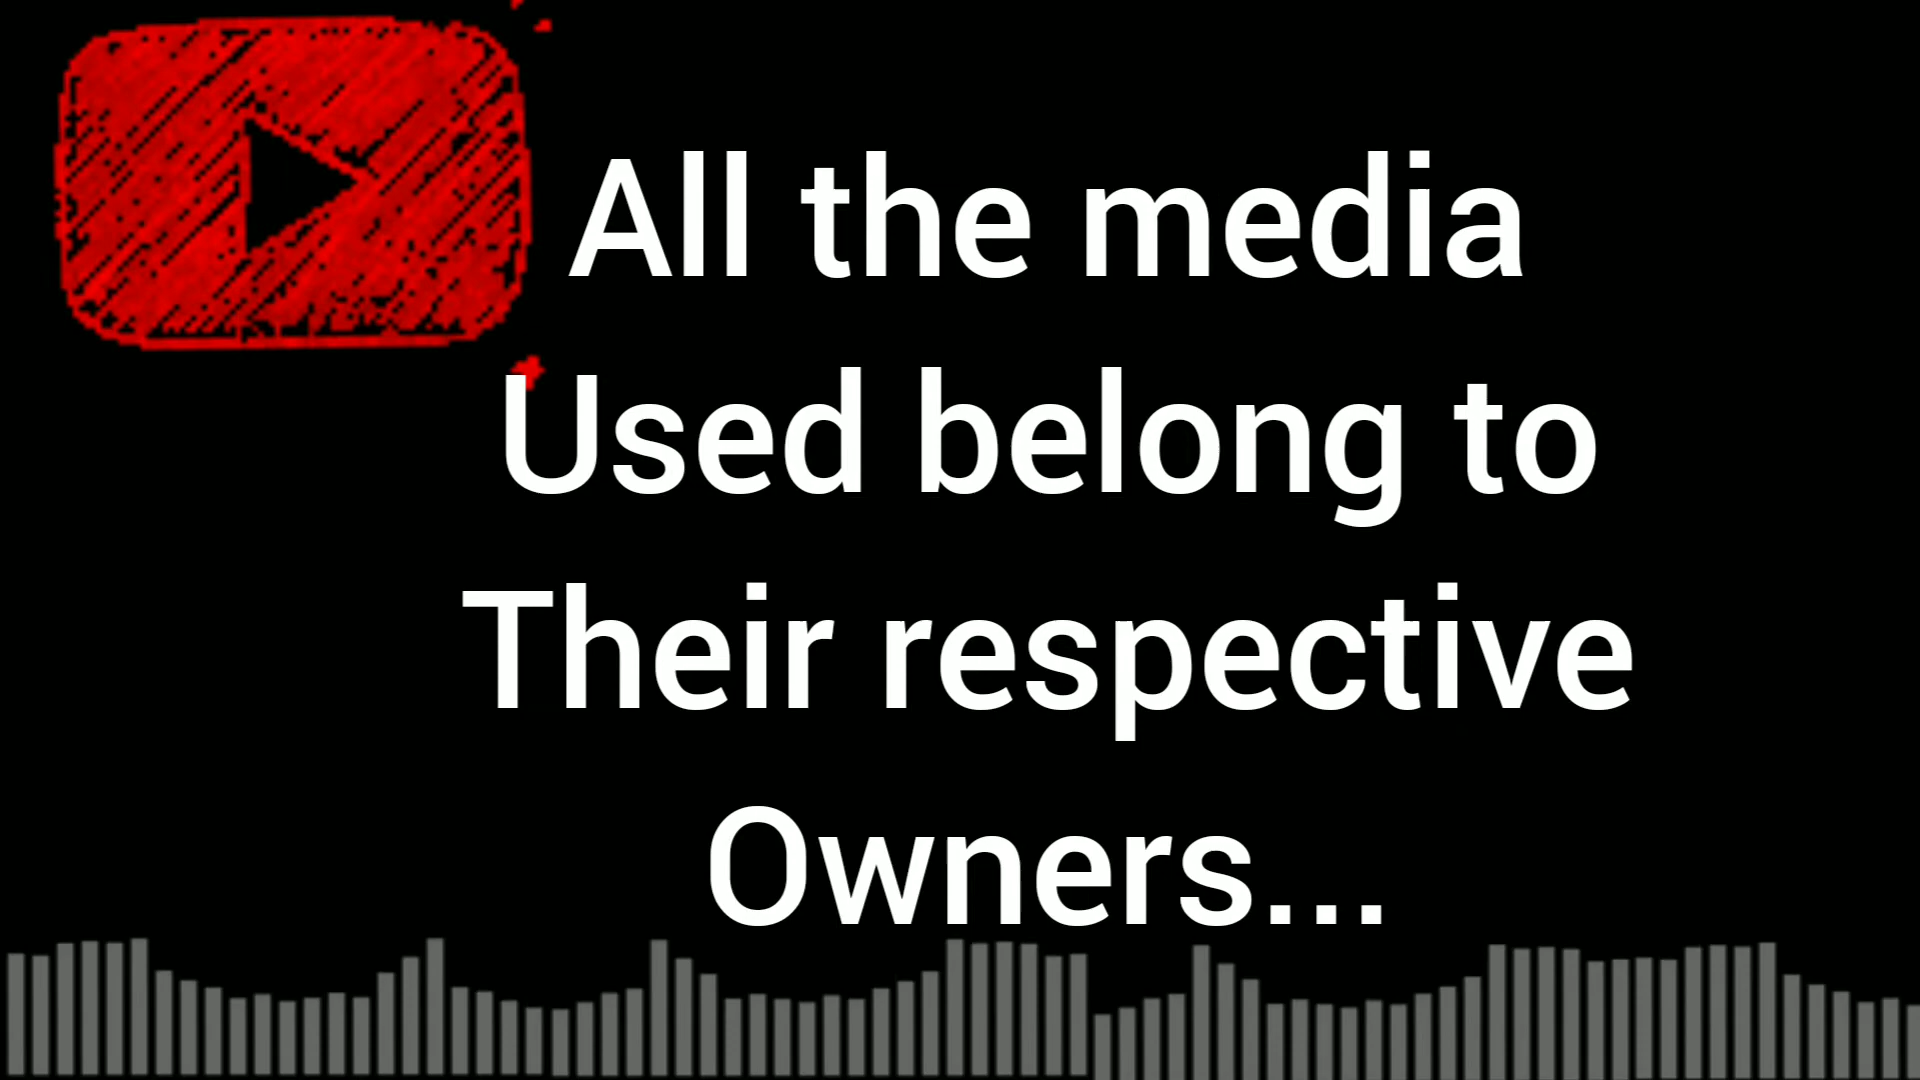 All the media
Used belong to
Their respective
Owners...